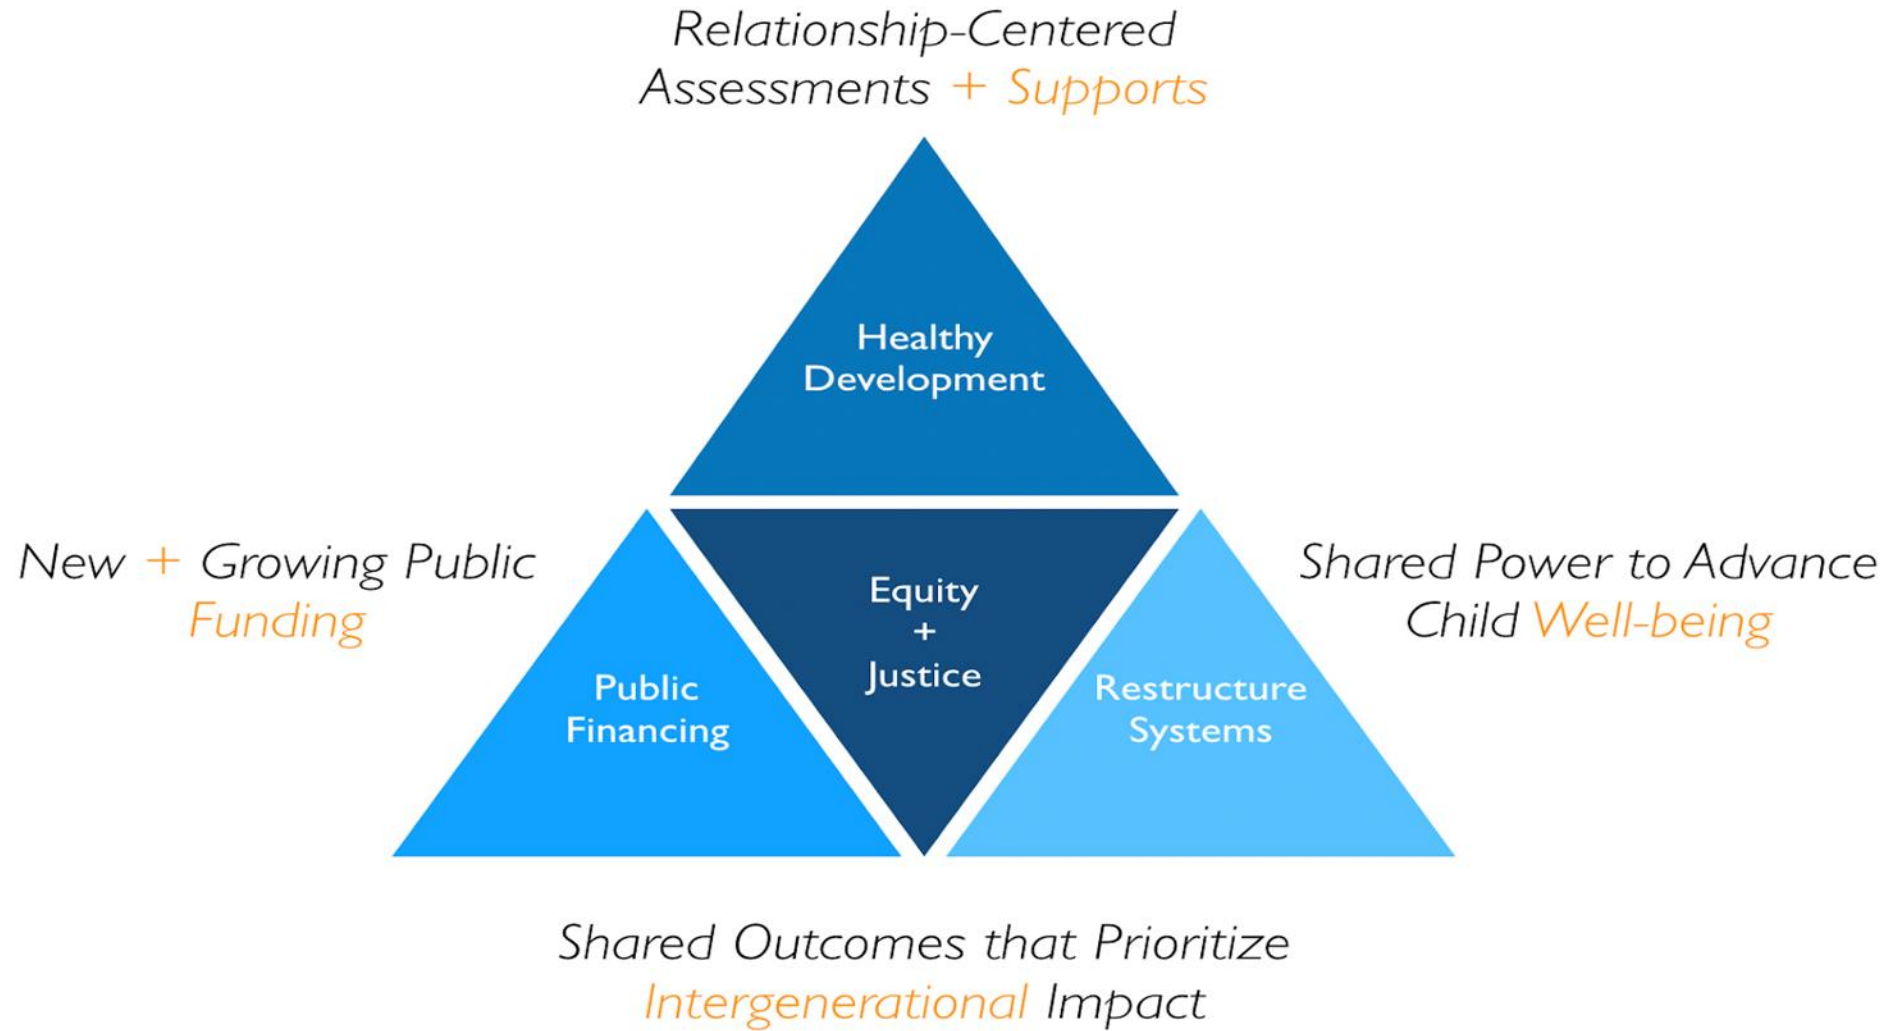 Relationship-Centered
Assessments + Supports
Healthy
Development
New + Growing Public
Funding
Equity
+
Justice
Shared Power to Advance
Child Well-being
Public
Financing
Restructure
Systems
Shared Outcomes that Prioritize
Intergenerational Impact